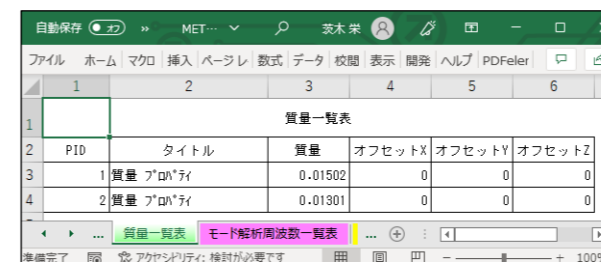 自動保存 オフ » MET… 茨木 栄
ファイル ホーム マクロ 挿入 ページ レ 数式 データ 校閲 表示 開発 ヘルプ PDFeler
1 2 3 4 5 6
1 質量一覧表
2 PID タイトル 質量 オフセットX オフセットY オフセットZ
3 1 質量 プロパティ 0.01502 0 0 0
4 2 質量 プロパティ 0.01301 0 0 0
... 質量一覧表 モード解析周波数一覧表 ...
準備完了 アクセシビリティ: 検討が必要です 100%